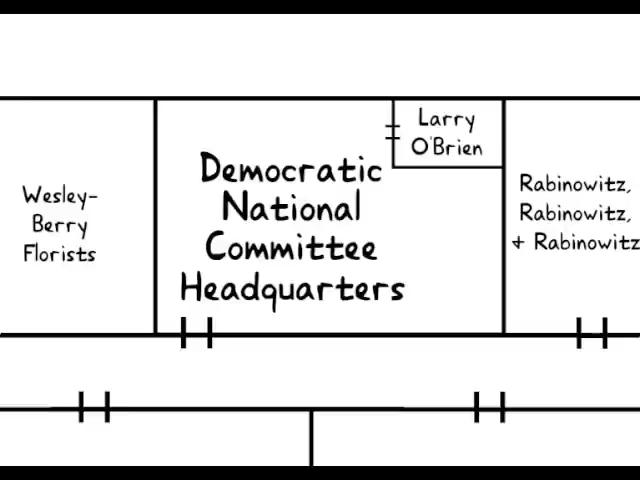 Wesley-
Berry
Florists
Democratic
National
Committee
Headquarters
Larry
O'Brien
Rabinowitz,
Rabinowitz,
+ Rabinowitz